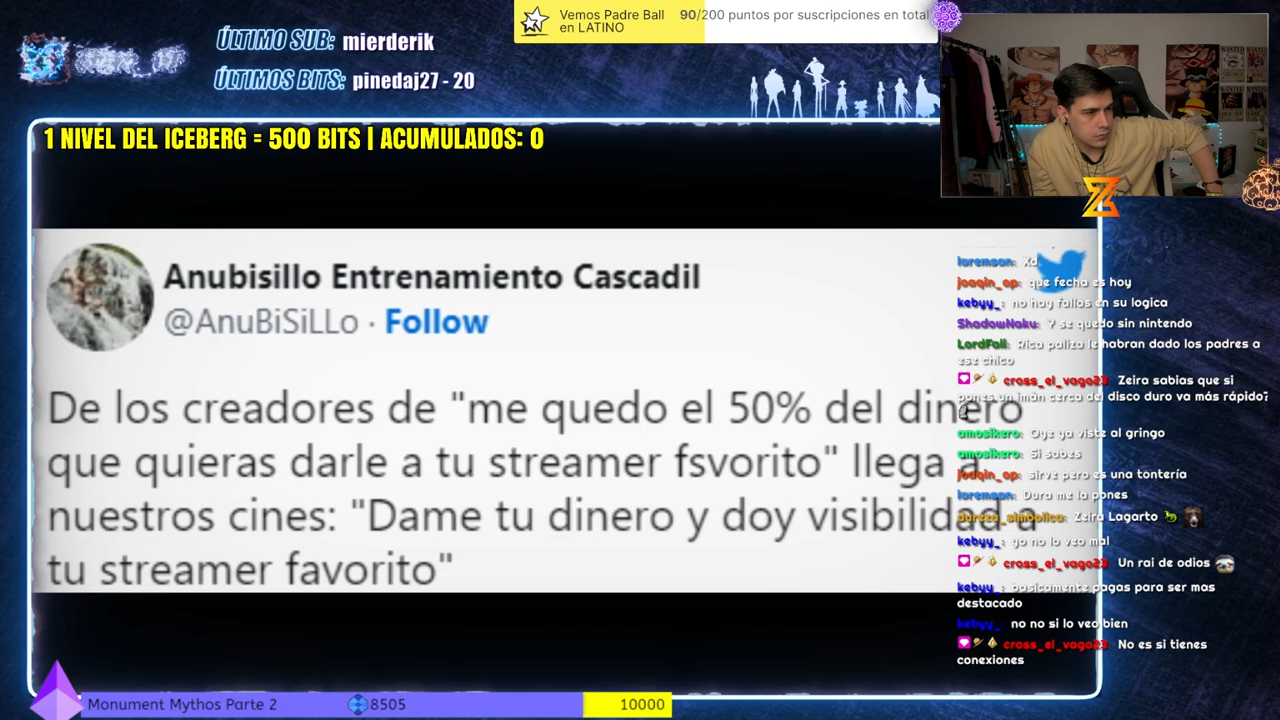 ÚLTIMO SUB: mierderik
ÚLTIMOS BITS: pinedaj27 - 20
Vemos Padre Ball
en LATINO
90/200 puntos por suscripciones en total
1 NIVEL DEL ICEBERG = 500 BITS | ACUMULADOS: 0
Anubisillo Entrenamiento Cascadil
@AnuBiSiLLo · Follow
De los creadores de "me quedo el 50% del dinero
que quieras darle a tu streamer fsvorito" llega a
nuestros cines: "Dame tu dinero y doy visibilidad a
tu streamer favorito"
loremson: Xd
joaqin_op: que fecha es hoy
kebyy_: no hay fallos en su logica
ShadowNaku: Y se quedo sin nintendo
LordFall: Rica paliza le habran dado los padres a
ese chico
cross_el_vago23 Zeira sabias que si
pones un imán cerca del disco duro va más rápido?
amosikero: Oye ya viste al gringo
amosikero: Si sabes
joaqin_op: sirve pero es una tontería
loremson: Dura me la pones
dureza_simbolica: Zeira Lagarto
kebyy_: yo no lo veo mal
cross_el_vago23 Un rai de odios
kebyy_: basicamente pagas para ser mas
destacado
kebyy_: no no si lo veo bien
cross_el_vago23 No es si tienes
conexiones
Monument Mythos Parte 2
8505
10000